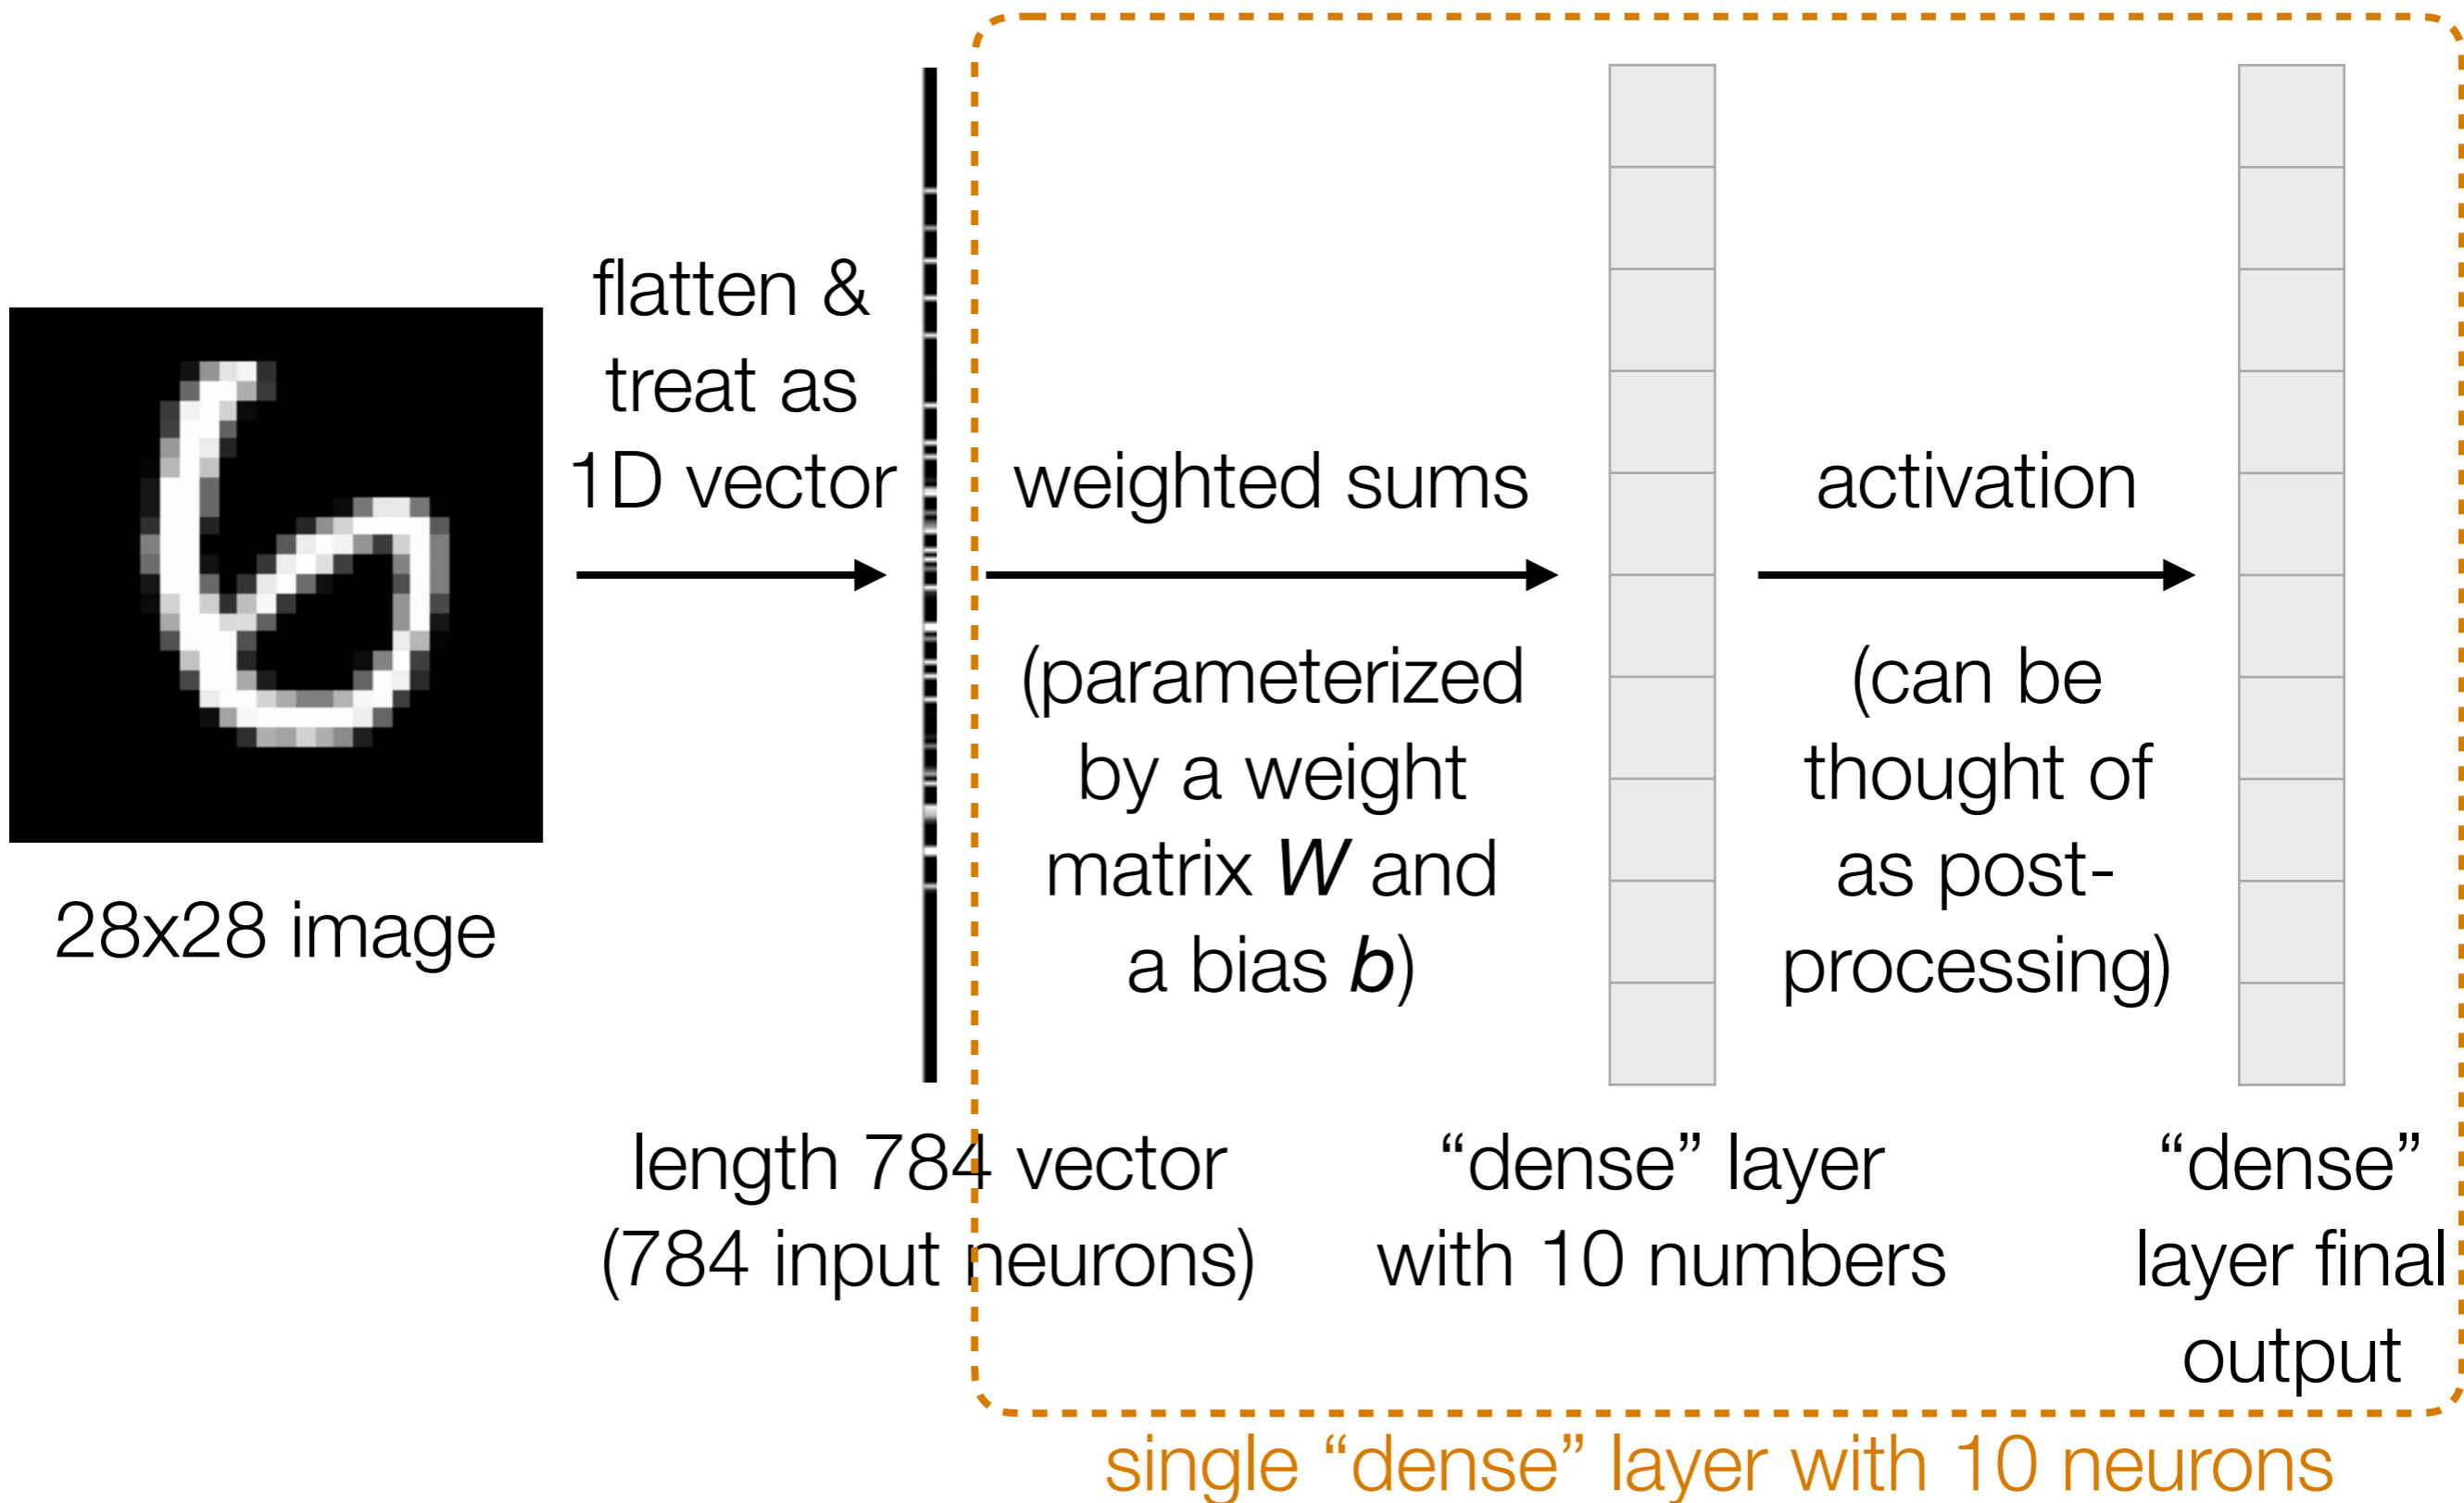 flatten &
treat as
1D vector
28x28 image
length 784 vector
(784 input neurons)
weighted sums
(parameterized
by a weight
matrix W and
a bias b)
“dense” layer
with 10 numbers
activation
(can be
thought of
as post-
processing)
“dense”
layer final
output
single “dense” layer with 10 neurons